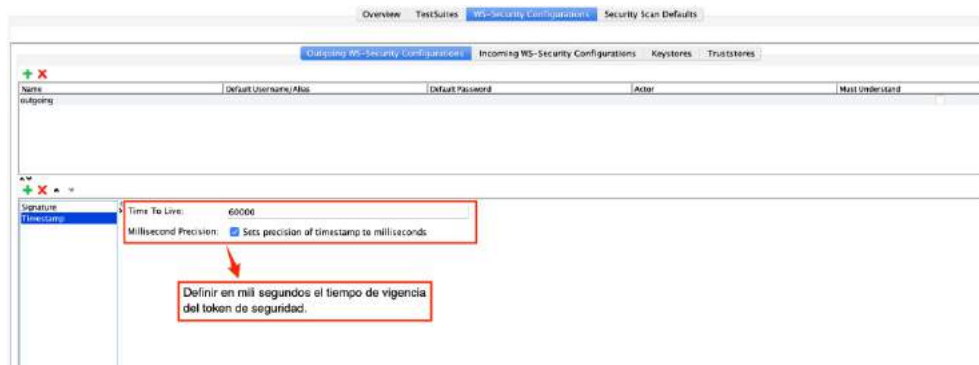 Overview TestSuites WS-Security Configurations Security Scan Defaults
Outgoing WS-Security Configurations Incoming WS-Security Configurations Keystores Truststores
Name Default Username/Alias Default Password Actor Must Understand
outgoing
Signature
Timestamp
Time To Live: 60000
Millisecond Precision: Sets precision of timestamp to milliseconds
Definir en mili segundos el tiempo de vigencia
del token de seguridad.